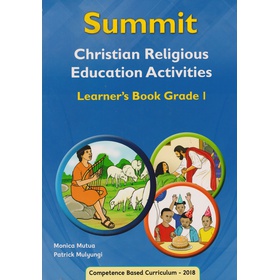 Summit
Christian Religious
Education Activities
Learner's Book Grade 1
Monica Mutua
Patrick Mulyungi
Competence Based Curriculum - 2018